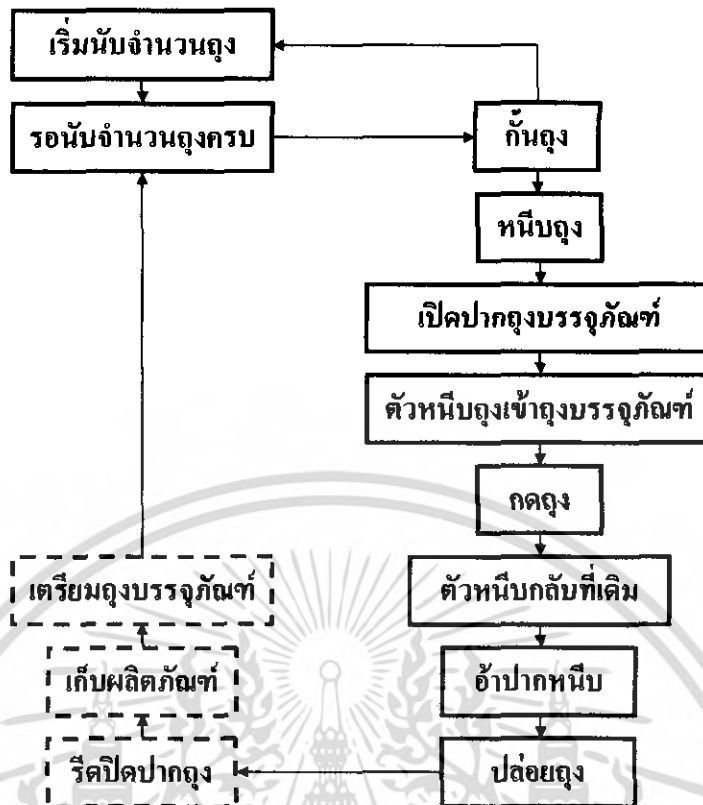 เริ่มนับจำนวนถุง
รอนับจำนวนถุงครบ
กั้นถุง
หนีบถุง
เปิดปากถุงบรรจุภัณฑ์
ตัวหนีบถุงเข้าถุงบรรจุภัณฑ์
กดถุง
เตรียมถุงบรรจุภัณฑ์
ตัวหนีบกลับที่เดิม
เก็บผลิตภัณฑ์
อ้าปากหนีบ
รีดปิดปากถุง
ปล่อยถุง